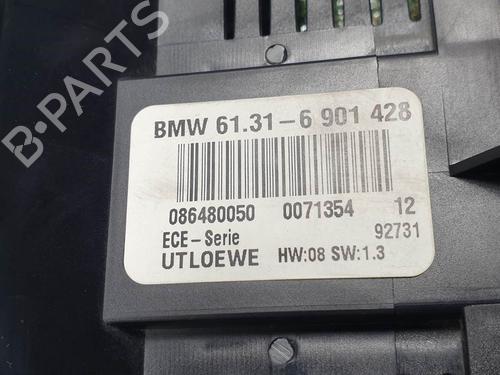 BMW 61.31-6 901 428
086480050 0071354 12
ECE-Serie 92731
UTLOEWE HW:08 SW:1.3
B-PARTS